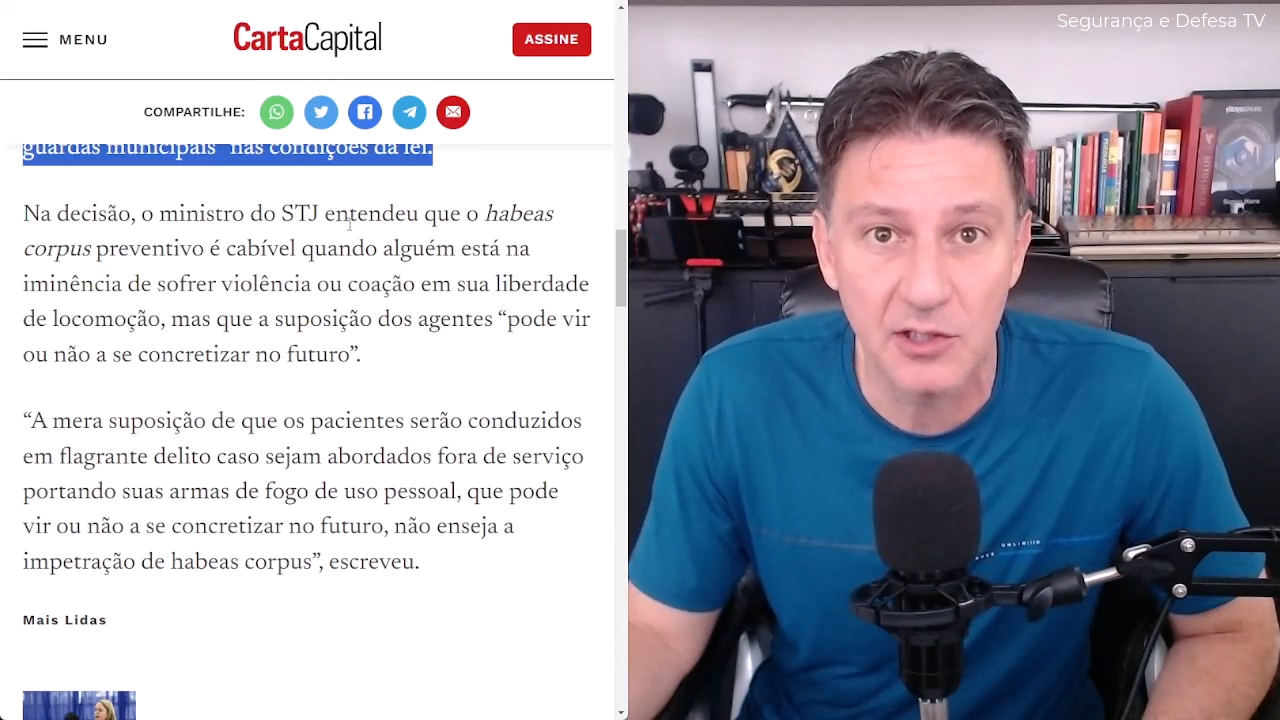 Segurança e Defesa TV
MENU
CartaCapital
ASSINE
COMPARTILHE:
guardas municipais “nas condições da lei.
Na decisão, o ministro do STJ entendeu que o habeas
corpus preventivo é cabível quando alguém está na
iminência de sofrer violência ou coação em sua liberdade
de locomoção, mas que a suposição dos agentes “pode vir
ou não a se concretizar no futuro”.
“A mera suposição de que os pacientes serão conduzidos
em flagrante delito caso sejam abordados fora de serviço
portando suas armas de fogo de uso pessoal, que pode
vir ou não a se concretizar no futuro, não enseja a
impetração de habeas corpus”, escreveu.
Mais Lidas